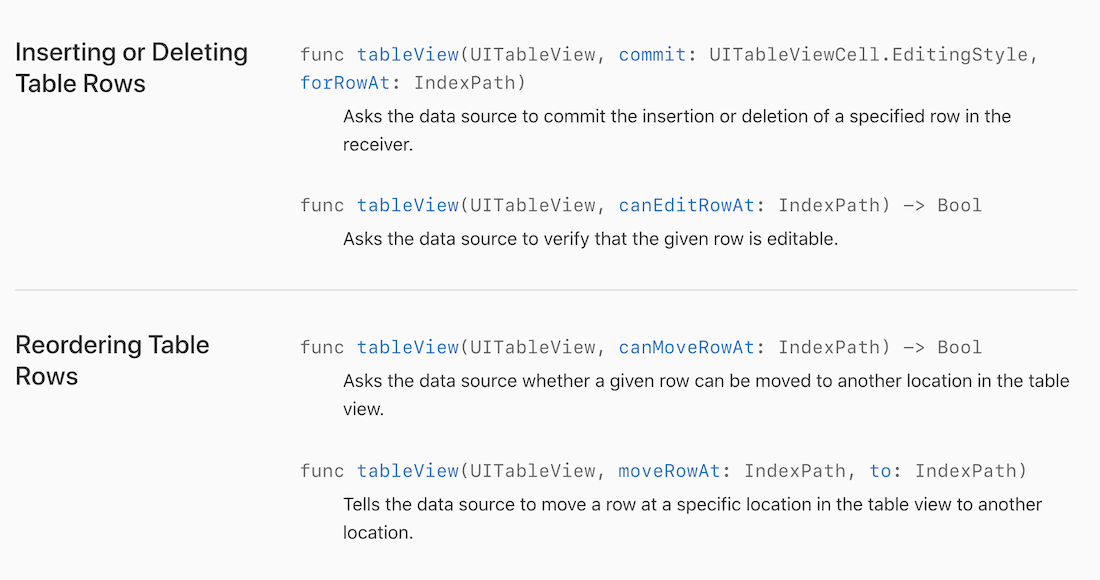 Inserting or Deleting
Table Rows
func tableView(UITableView, commit: UITableViewCell.EditingStyle,
forRowAt: IndexPath)
Asks the data source to commit the insertion or deletion of a specified row in the
receiver.
func tableView(UITableView, canEditRowAt: IndexPath) -> Bool
Asks the data source to verify that the given row is editable.
Reordering Table
Rows
func tableView(UITableView, canMoveRowAt: IndexPath) -> Bool
Asks the data source whether a given row can be moved to another location in the table
view.
func tableView(UITableView, moveRowAt: IndexPath, to: IndexPath)
Tells the data source to move a row at a specific location in the table view to another
location.